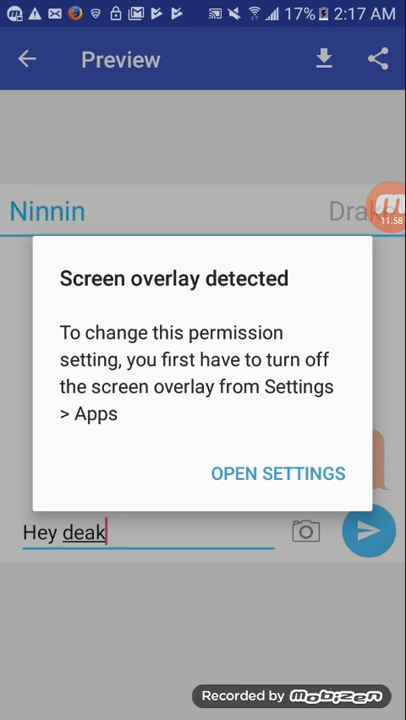 17% 2:17 AM
Preview
Ninnin
11:58
Screen overlay detected
To change this permission
setting, you first have to turn off
the screen overlay from Settings
> Apps
OPEN SETTINGS
Hey deak
Recorded by mobizen